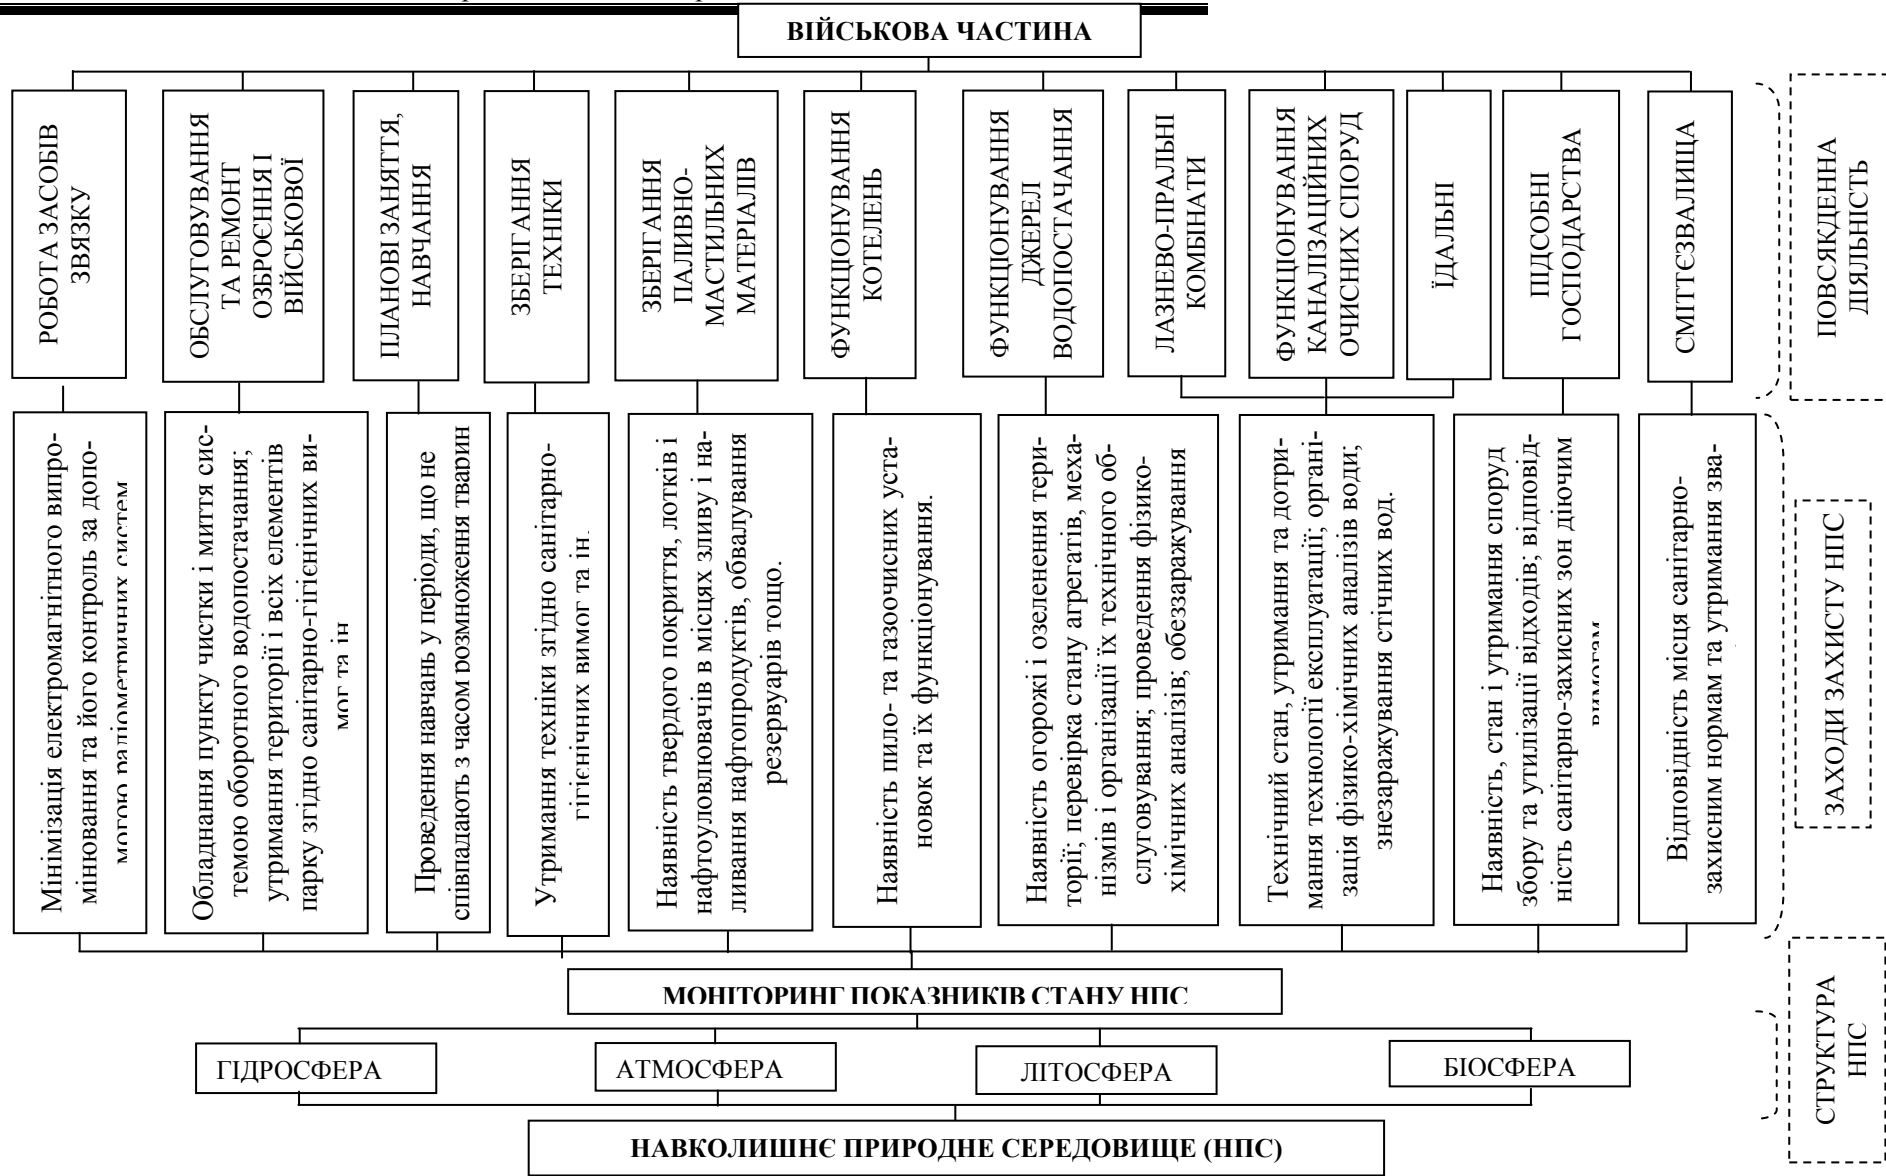 ВІЙСЬКОВА ЧАСТИНА
РОБОТА ЗАСОБІВ
ЗВЯЗКУ
ОБСЛУГОВУВАННЯ
ТА РЕМОНТ
ОЗБРОЄННЯ І
ВІЙСЬКОВОЇ
ПЛАНОВІ ЗАНЯТТЯ,
НАВЧАННЯ
ЗБЕРІГАННЯ
ТЕХНІКИ
ЗБЕРІГАННЯ
ПАЛИВНО-
МАСТИЛЬНИХ
МАТЕРІАЛІВ
ФУНКЦІОНУВАННЯ
КОТЕЛЕНЬ
ФУНКЦІОНУВАННЯ
ДЖЕРЕЛ
ВОДОПОСТАЧАННЯ
ЛАЗНЕВО-ПРАЛЬНІ
КОМБІНАТИ
ФУНКЦІОНУВАННЯ
КАНАЛІЗАЦІЙНИХ
ОЧИСНИХ СПОРУД
ЇДАЛЬНІ
ПІДСОБНІ
ГОСПОДАРСТВА
СМІТТЄЗВАЛИЩА
ПОВСЯКДЕННА
ДІЯЛЬНІСТЬ
Мінімізація електромагнітного випро-
мінювання та його контроль за допо-
могою радіометричних систем
Обладнання пункту чистки і миття сис-
темою оборотного водопостачання;
утримання території і всіх елементів
парку згідно санітарно-гігієнічних ви-
мог та ін
Проведення навчань у періоди, що не
співпадають з часом розмноження тварин
Утримання техніки згідно санітарно-
гігієнічних вимог та ін.
Наявність твердого покриття, лотків і
нафтоуловлювачів в місцях зливу і на-
ливання нафтопродуктів, обвалування
резервуарів тощо.
Наявність пило- та газоочисних уста-
новок та їх функціонування.
Наявність огорожі і озеленення тери-
торії; перевірка стану агрегатів, меха-
нізмів і організації їх технічного об-
слуговування; проведення фізико-
хімічних аналізів; обеззаражування
Технічний стан, утримання та дотри-
мання технології експлуатації; органі-
зація фізико-хімічних аналізів води;
знезаражування стічних вод.
Наявність, стан і утримання споруд
збору та утилізації відходів; відповід-
ність санітарно-захисних зон діючим
вимогам
Відповідність місця санітарно-
захисним нормам та утримання зва-
ЗАХОДИ ЗАХИСТУ НПС
МОНІТОРИНГ ПОКАЗНИКІВ СТАНУ НПС
ГІДРОСФЕРА
АТМОСФЕРА
ЛІТОСФЕРА
БІОСФЕРА
СТРУКТУРА
НПС
НАВКОЛИШНЄ ПРИРОДНЕ СЕРЕДОВИЩЕ (НПС)